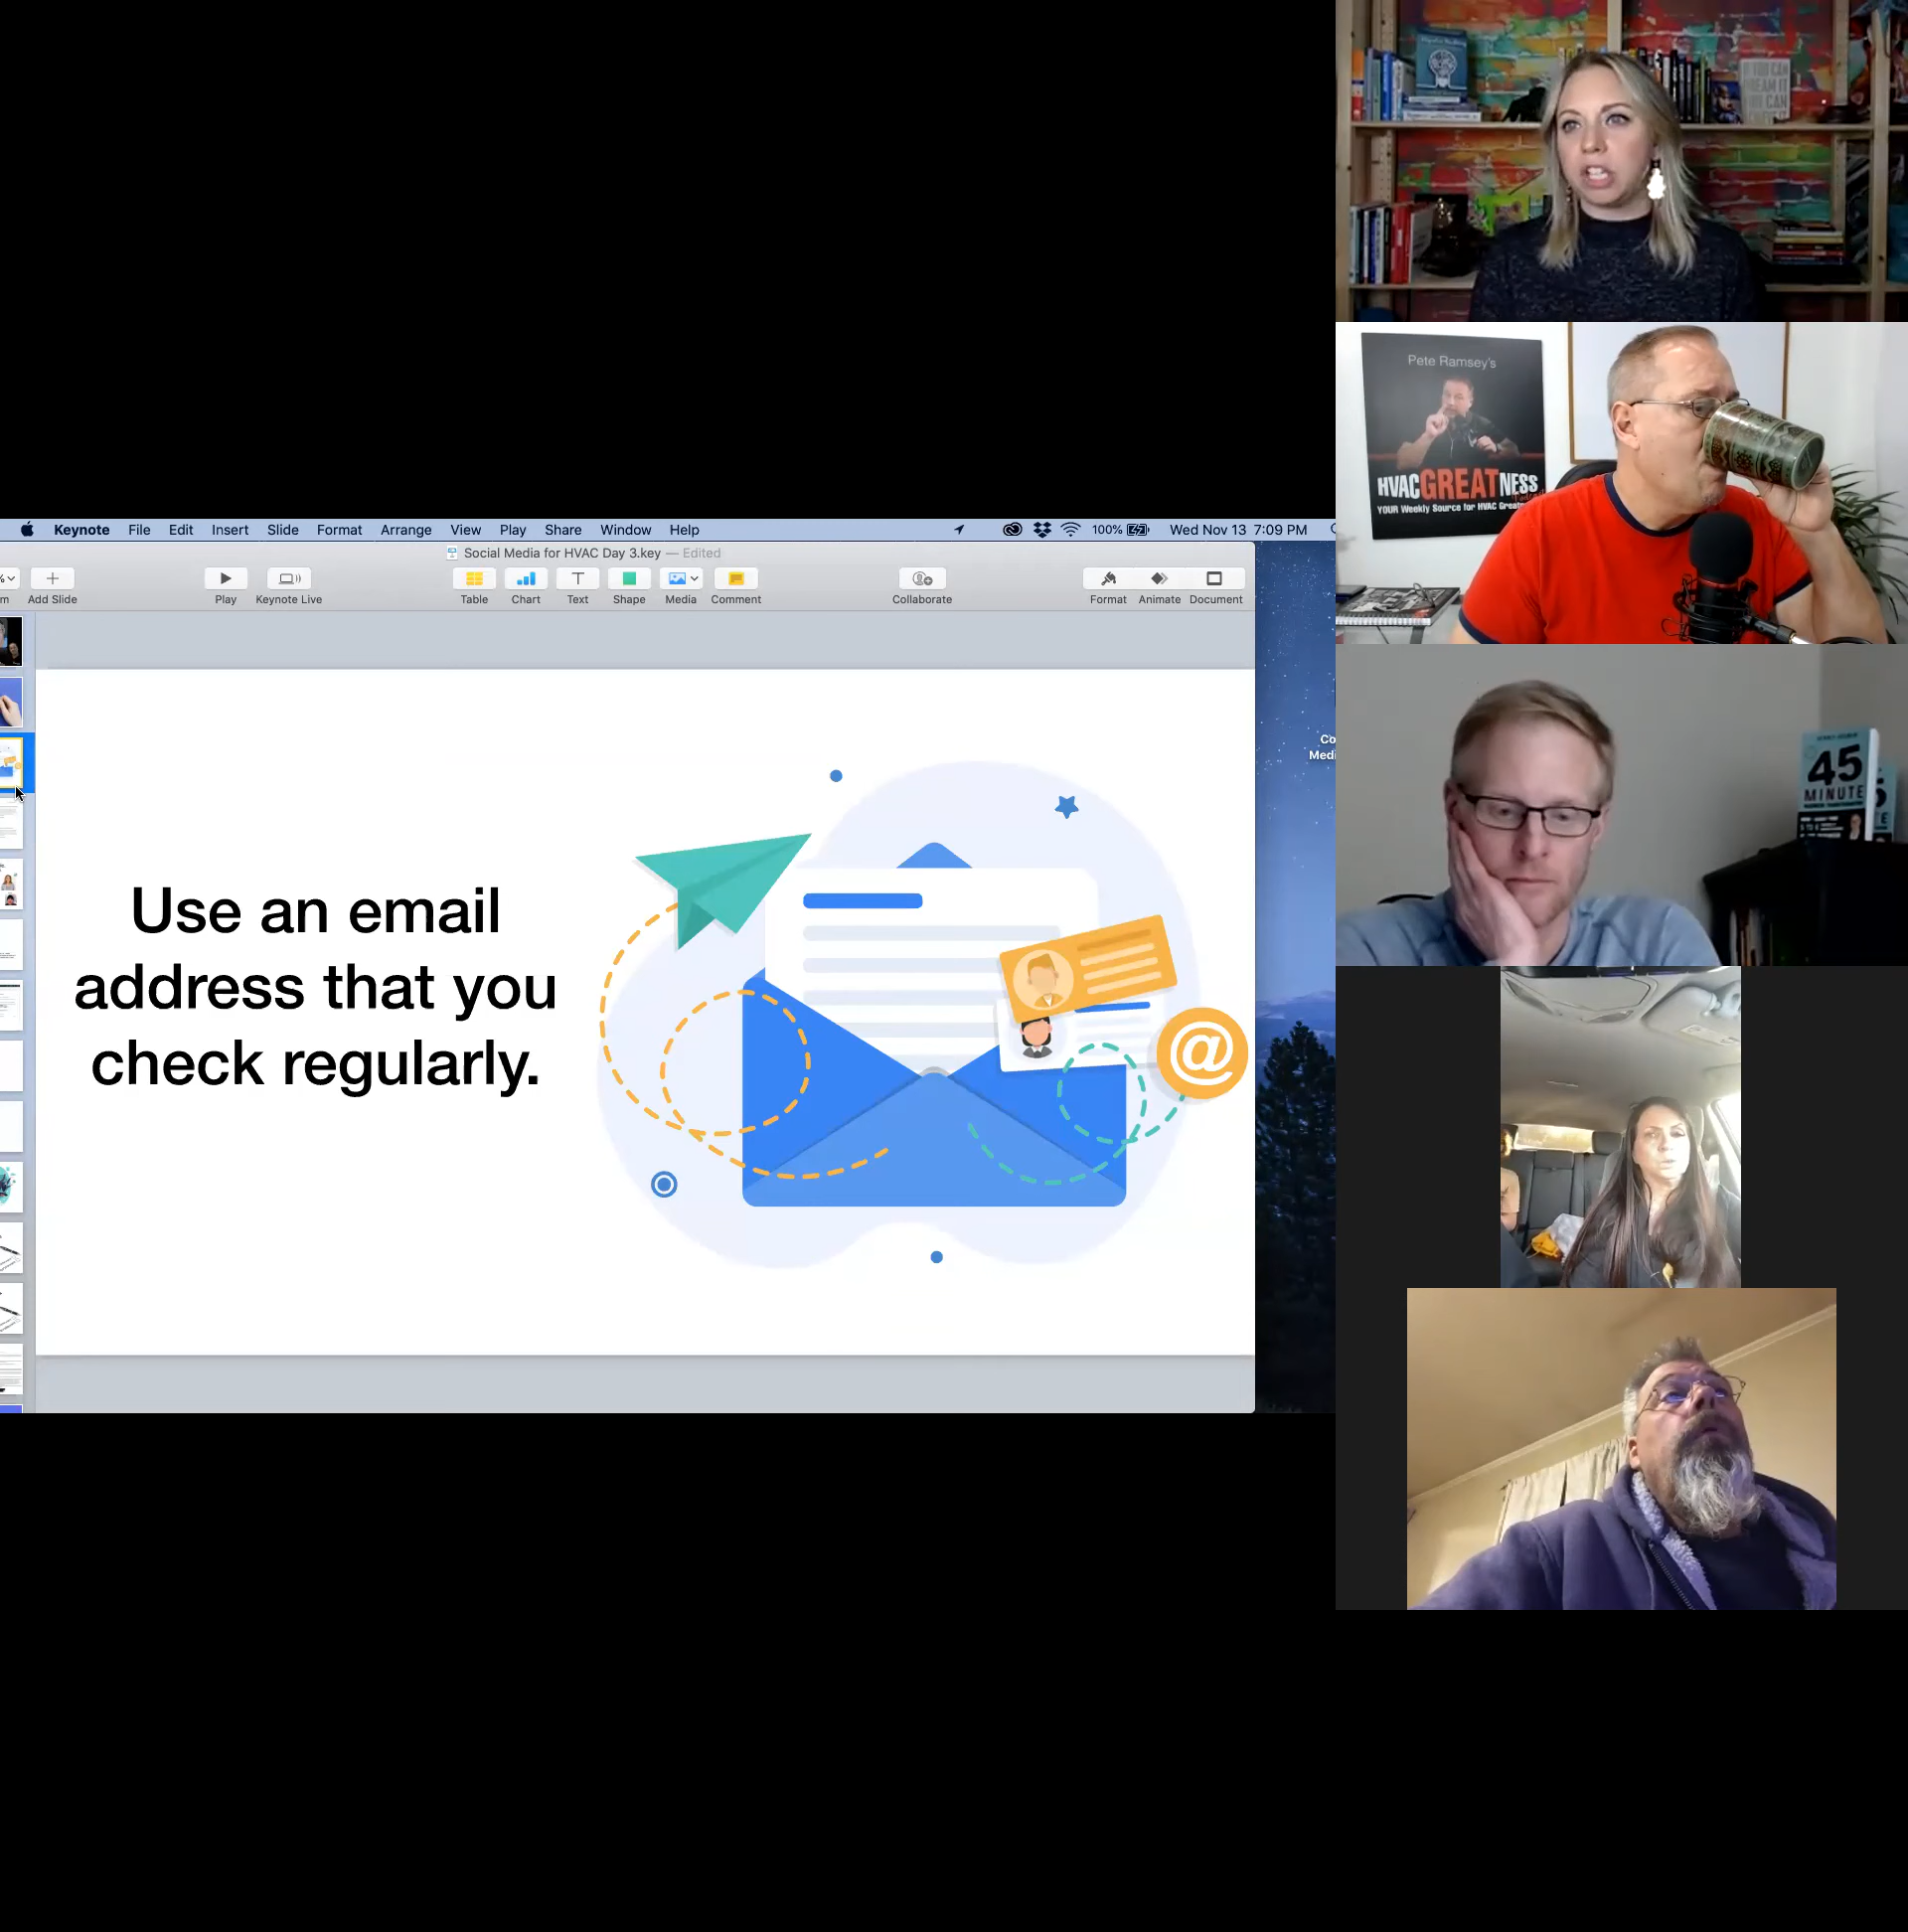 Keynote File Edit Insert Slide Format Arrange View Play Share Window Help 100% Wed Nov 13 7:09 PM
Social Media for HVAC Day 3.key — Edited
Add Slide Play Keynote Live Table Chart Text Shape Media Comment Collaborate Format Animate Document
Use an email
address that you
check regularly.
@
Pete Ramsey's
HVACGREATNESS
YOUR Weekly Source for HVAC
45
MINUTE